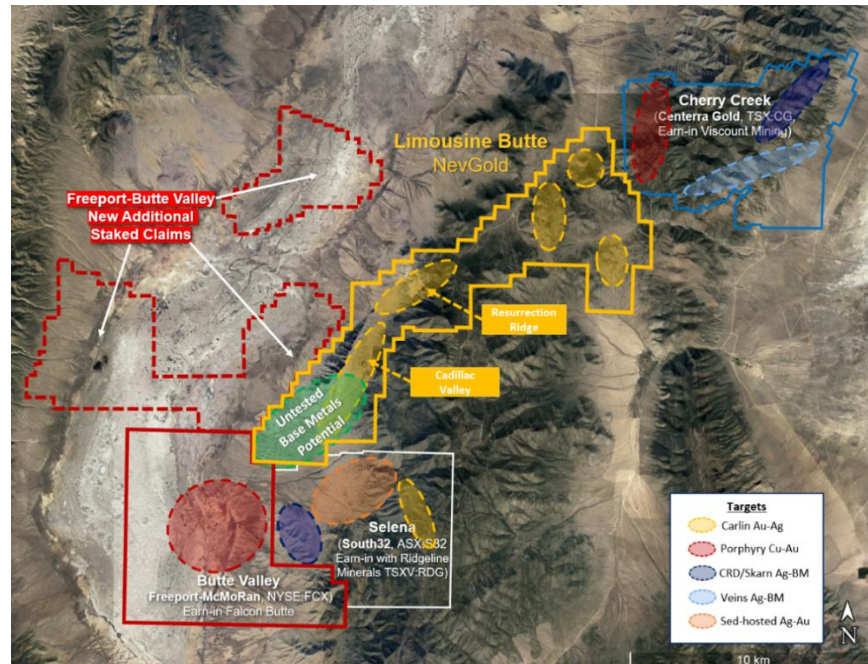 Cherry Creek
(Centerra Gold, TSX:CG,
Earn-in Viscount Mining)
Limousine Butte
NevGold
Freeport-Butte Valley
New Additional
Staked Claims
Resurrection
Ridge
Cadillac
Valley
Untested
Base Metals
Potential
Selena
(South32, ASX:S32
Earn-in with Ridgeline
Minerals TSXV:RDG)
Butte Valley
(Freeport-McMoRan, NYSE:FCX)
Earn-in Falcon Butte
Targets
Carlin Au-Ag
Porphyry Cu-Au
CRD/Skarn Ag-BM
Veins Ag-BM
Sed-hosted Ag-Au
N
10 km